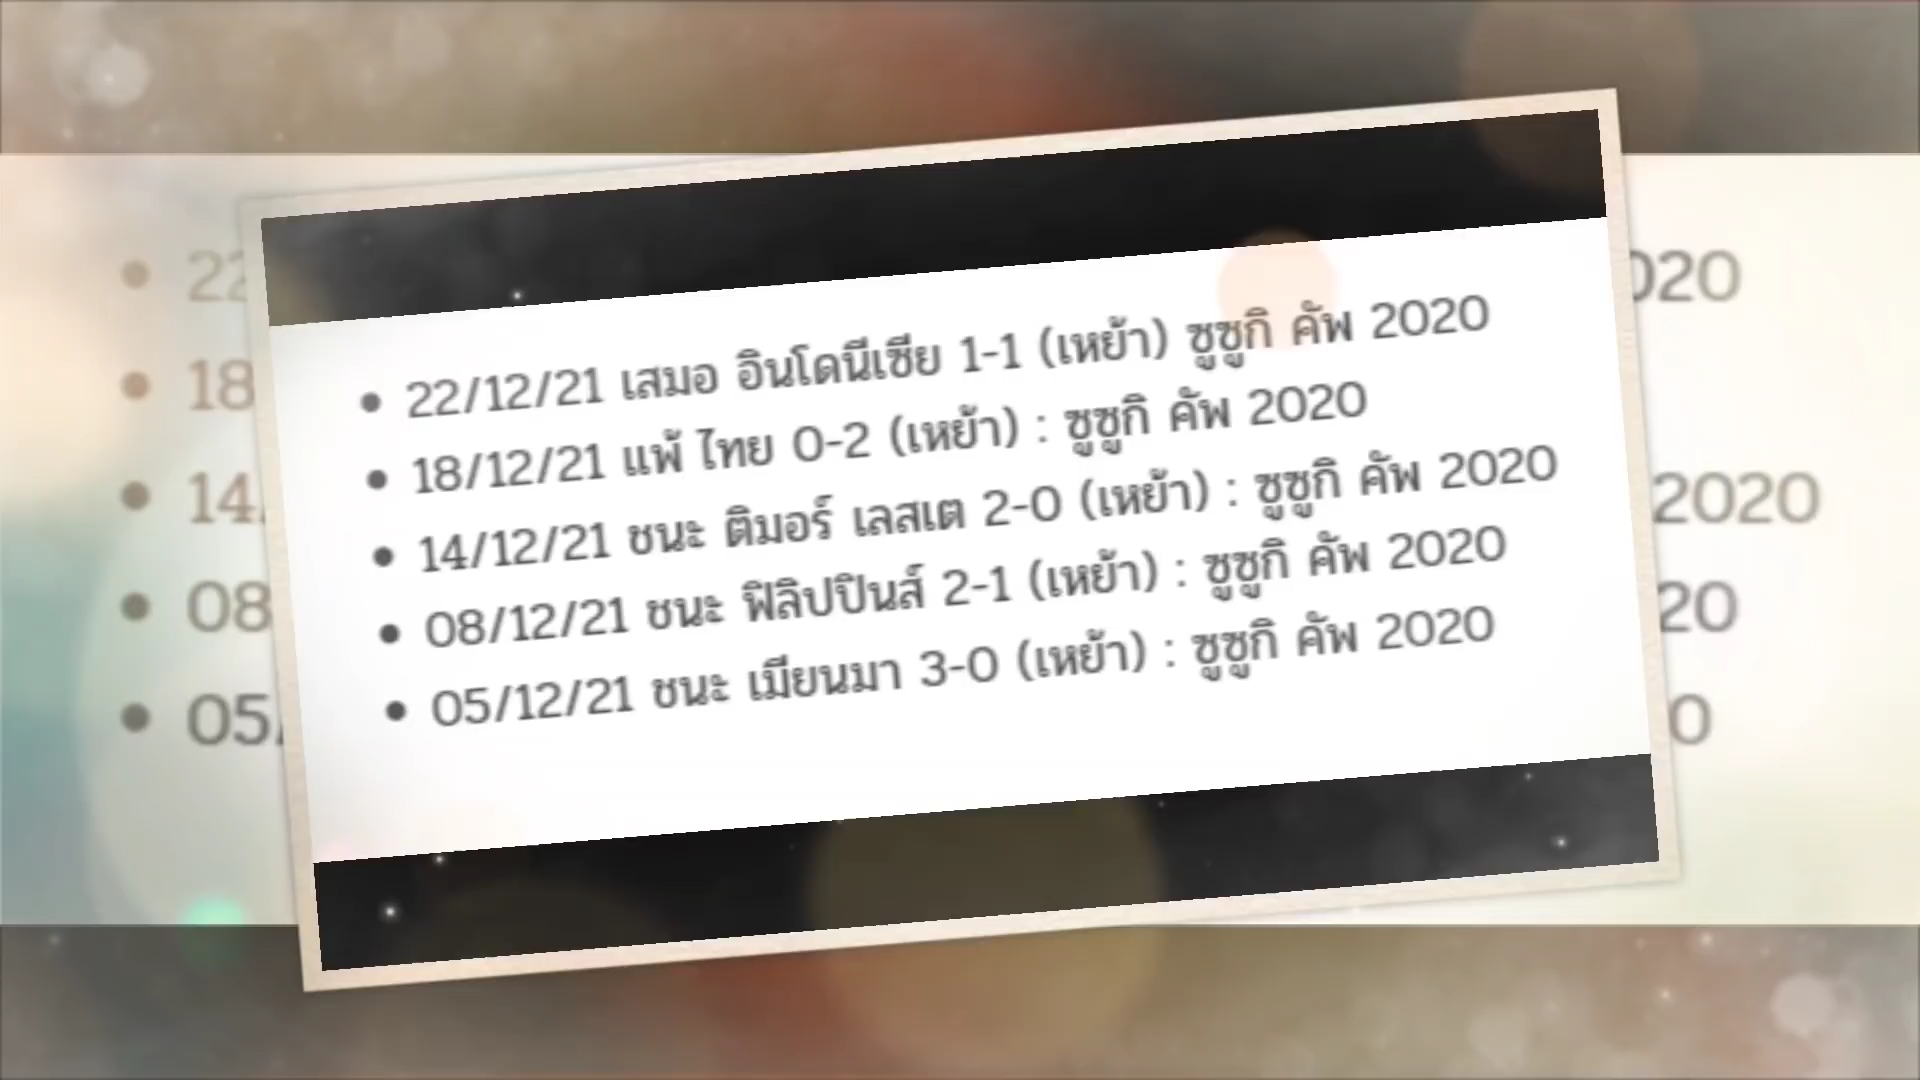 • 22/12/21 เสมอ อินโดนีเซีย 1-1 (เหย้า) ซูซูกิ คัพ 2020
• 18/12/21 แพ้ ไทย 0-2 (เหย้า) : ซูซูกิ คัพ 2020
• 14/12/21 ชนะ ติมอร์ เลสเต 2-0 (เหย้า) : ซูซูกิ คัพ 2020
• 08/12/21 ชนะ ฟิลิปปินส์ 2-1 (เหย้า) : ซูซูกิ คัพ 2020
• 05/12/21 ชนะ เมียนมา 3-0 (เหย้า) : ซูซูกิ คัพ 2020